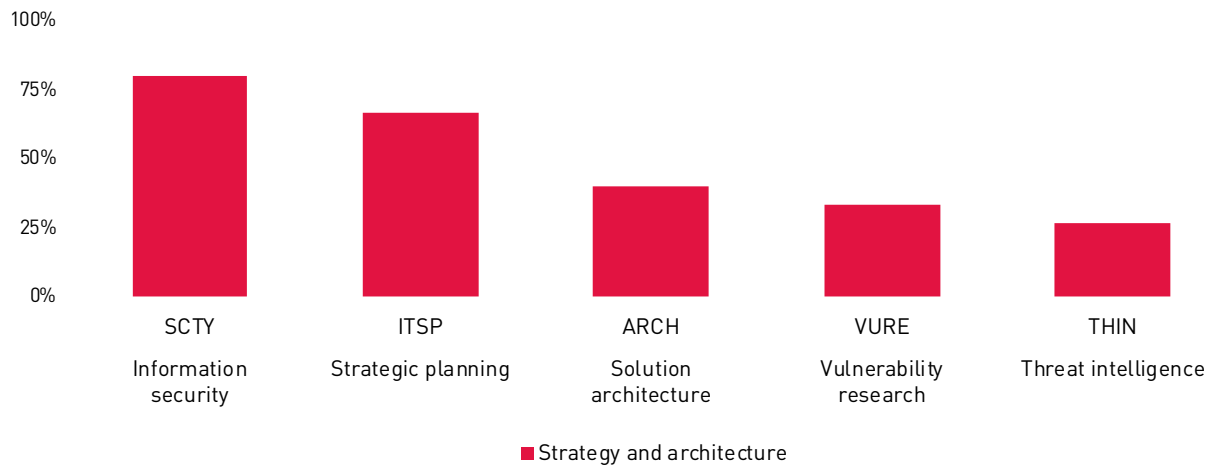 100%
75%
50%
25%
0%
SCTY
ITSP
ARCH
VURE
THIN
Information
security
Strategic planning
Solution
architecture
Vulnerability
research
Threat intelligence
Strategy and architecture